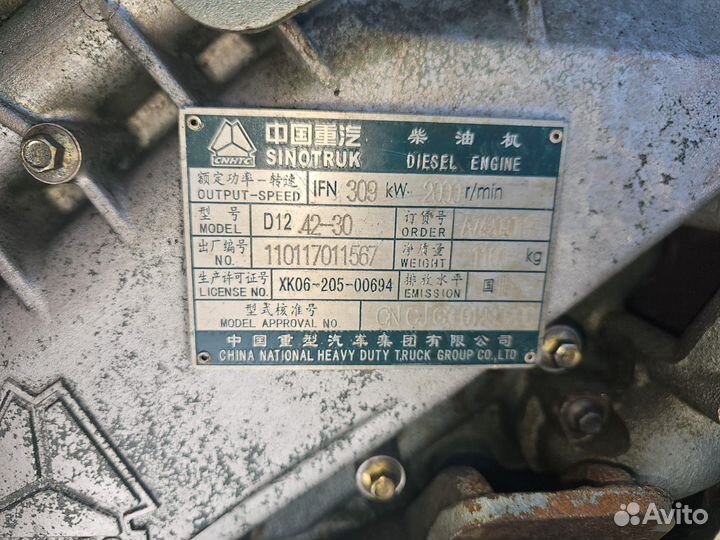 CNHTC 中国重汽 柴油机
SINOTRUK DIESEL ENGINE
额定功率-转速 IFN 309 kW- 2000 r/min
OUTPUT-SPEED
型号 D12 42-30 订货号
MODEL ORDER
出厂编号 110117011567 净质量 kg
SERIAL NO. WEIGHT
生产许可证号 XK06-205-00694 排放水平 国
LICENSE NO. EMISSION
型式核准号
MODEL APPROVAL NO.
中国重型汽车集团有限公司
CHINA NATIONAL HEAVY DUTY TRUCK GROUP CO., LTD
Avito